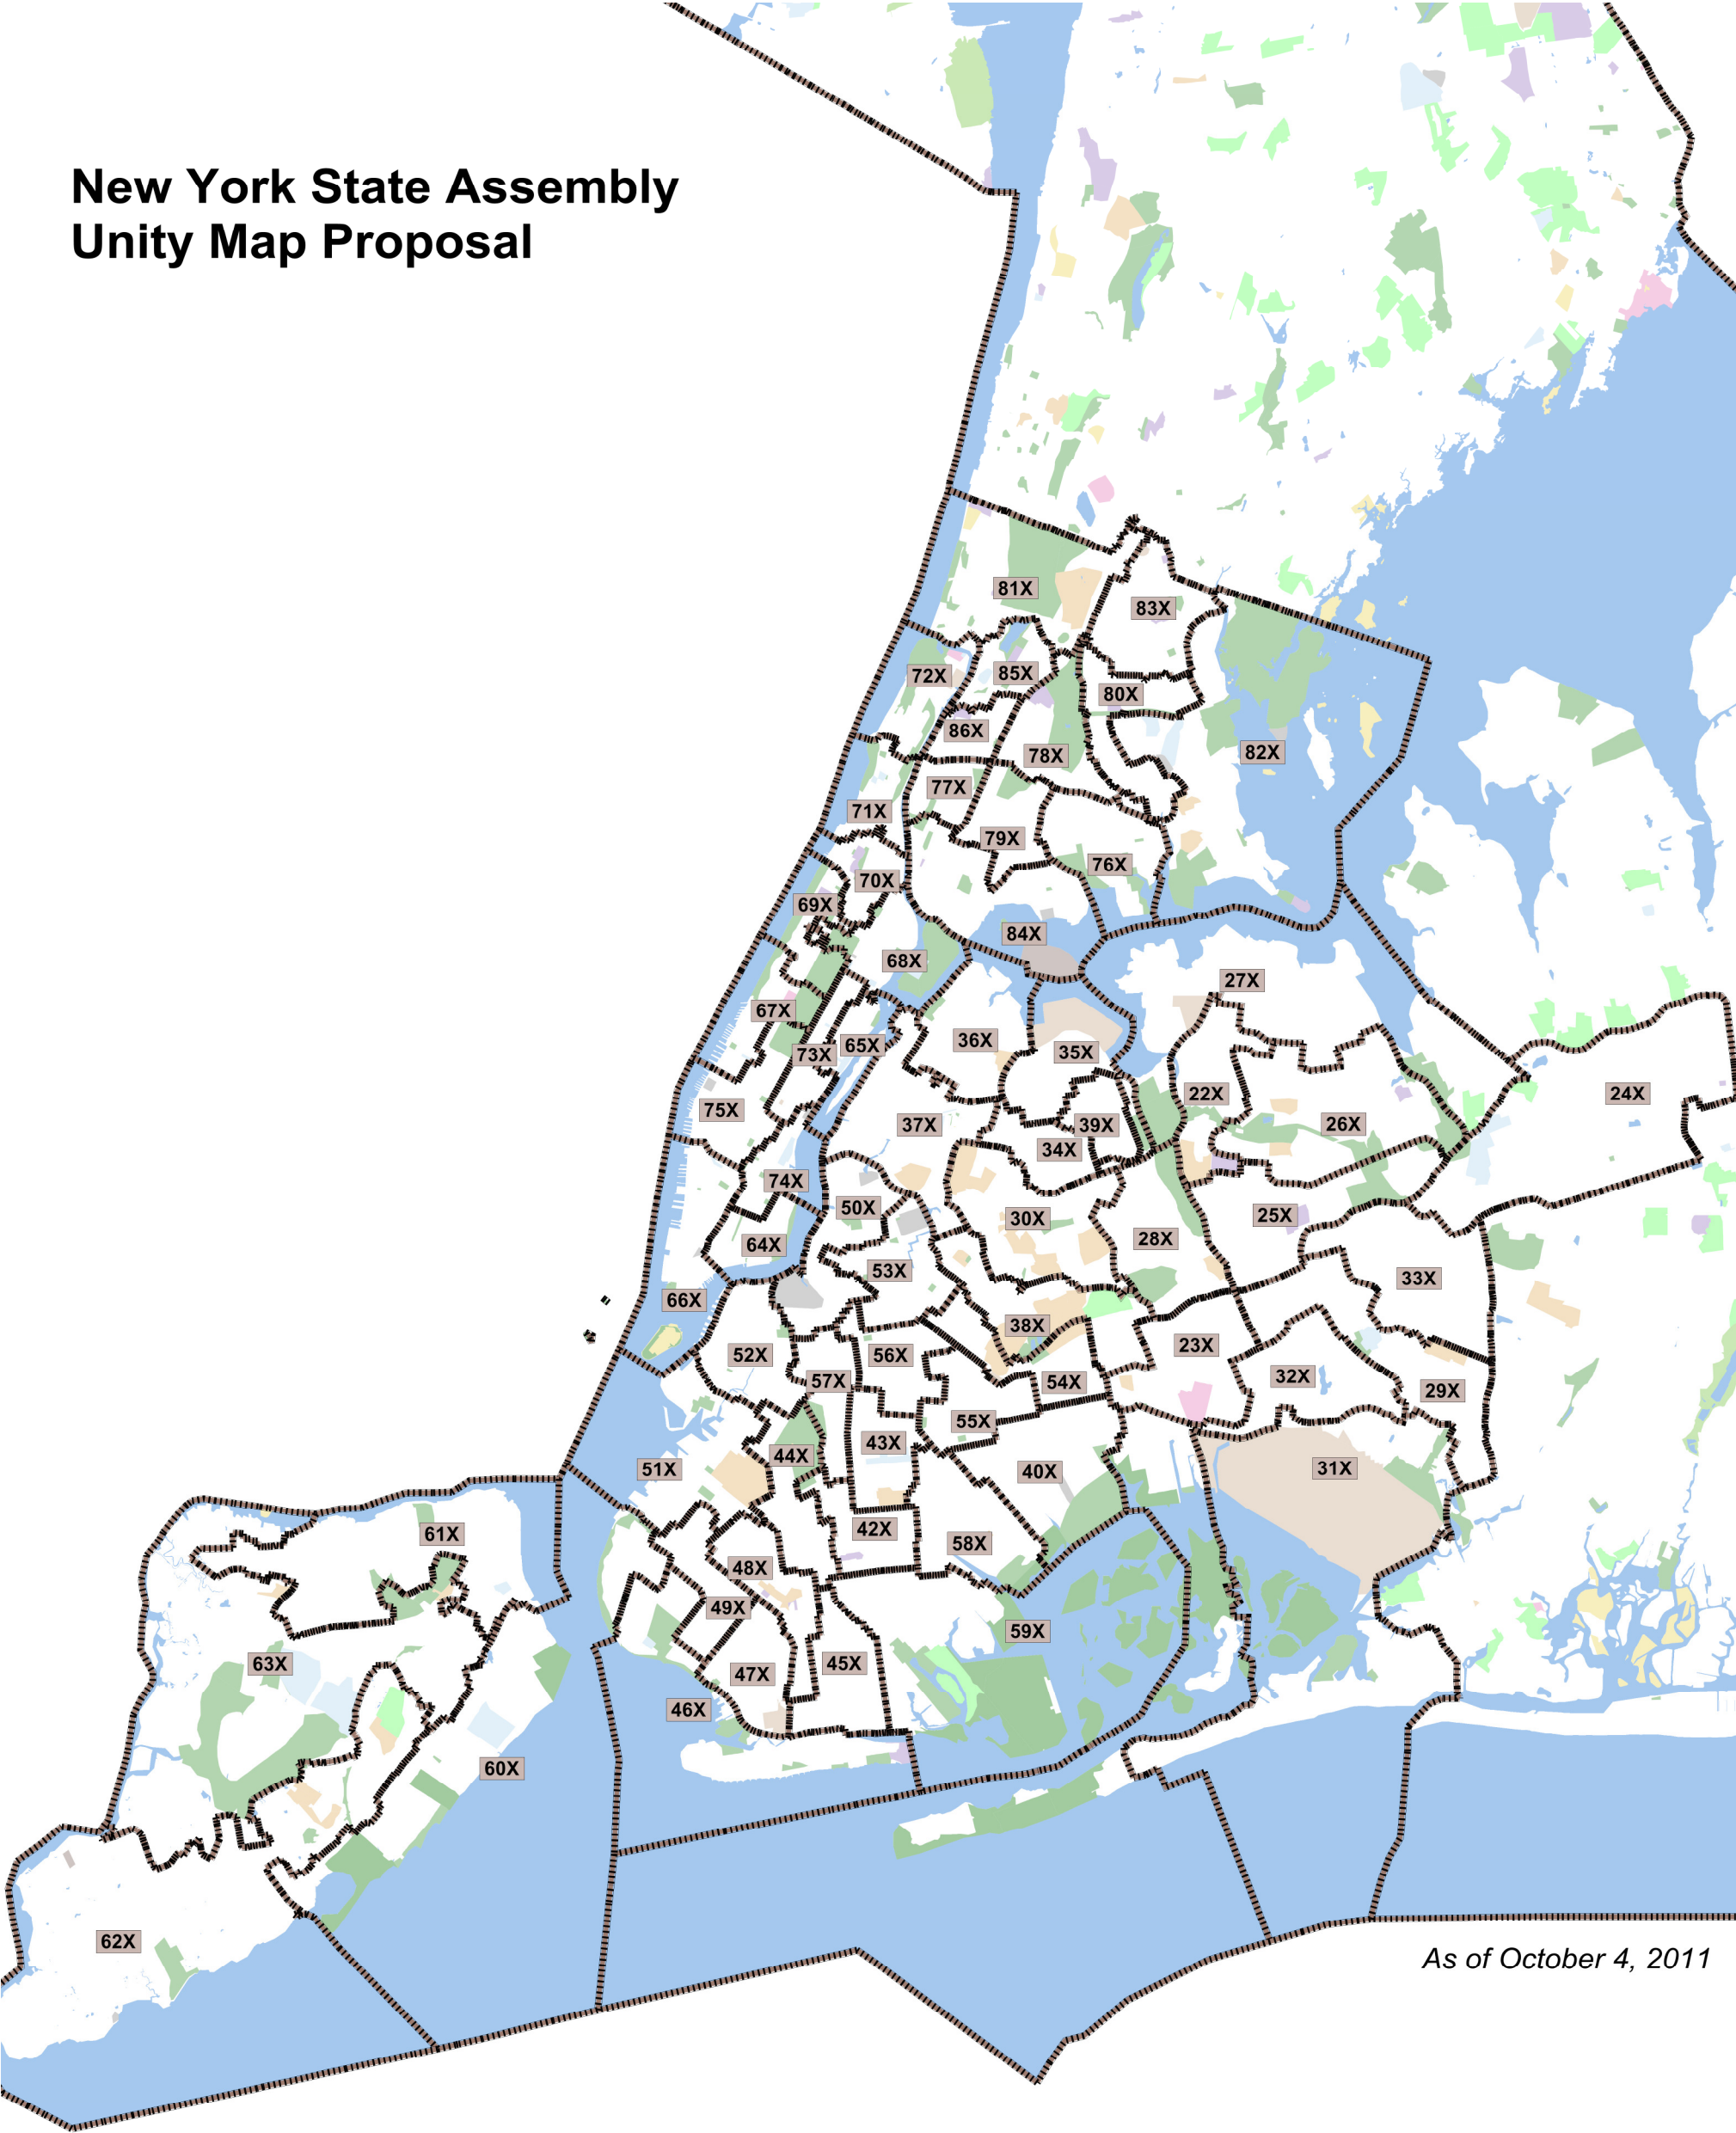 New York State Assembly
Unity Map Proposal
81X
83X
72X
85X
80X
86X
78X
82X
77X
71X
79X
76X
70X
69X
84X
68X
27X
67X
36X
65X
35X
73X
22X
24X
75X
37X
39X
26X
34X
74X
50X
25X
30X
28X
64X
53X
33X
66X
38X
23X
52X
56X
32X
57X
54X
29X
55X
43X
44X
51X
40X
31X
42X
61X
58X
48X
49X
59X
63X
45X
47X
46X
60X
62X
As of October 4, 2011